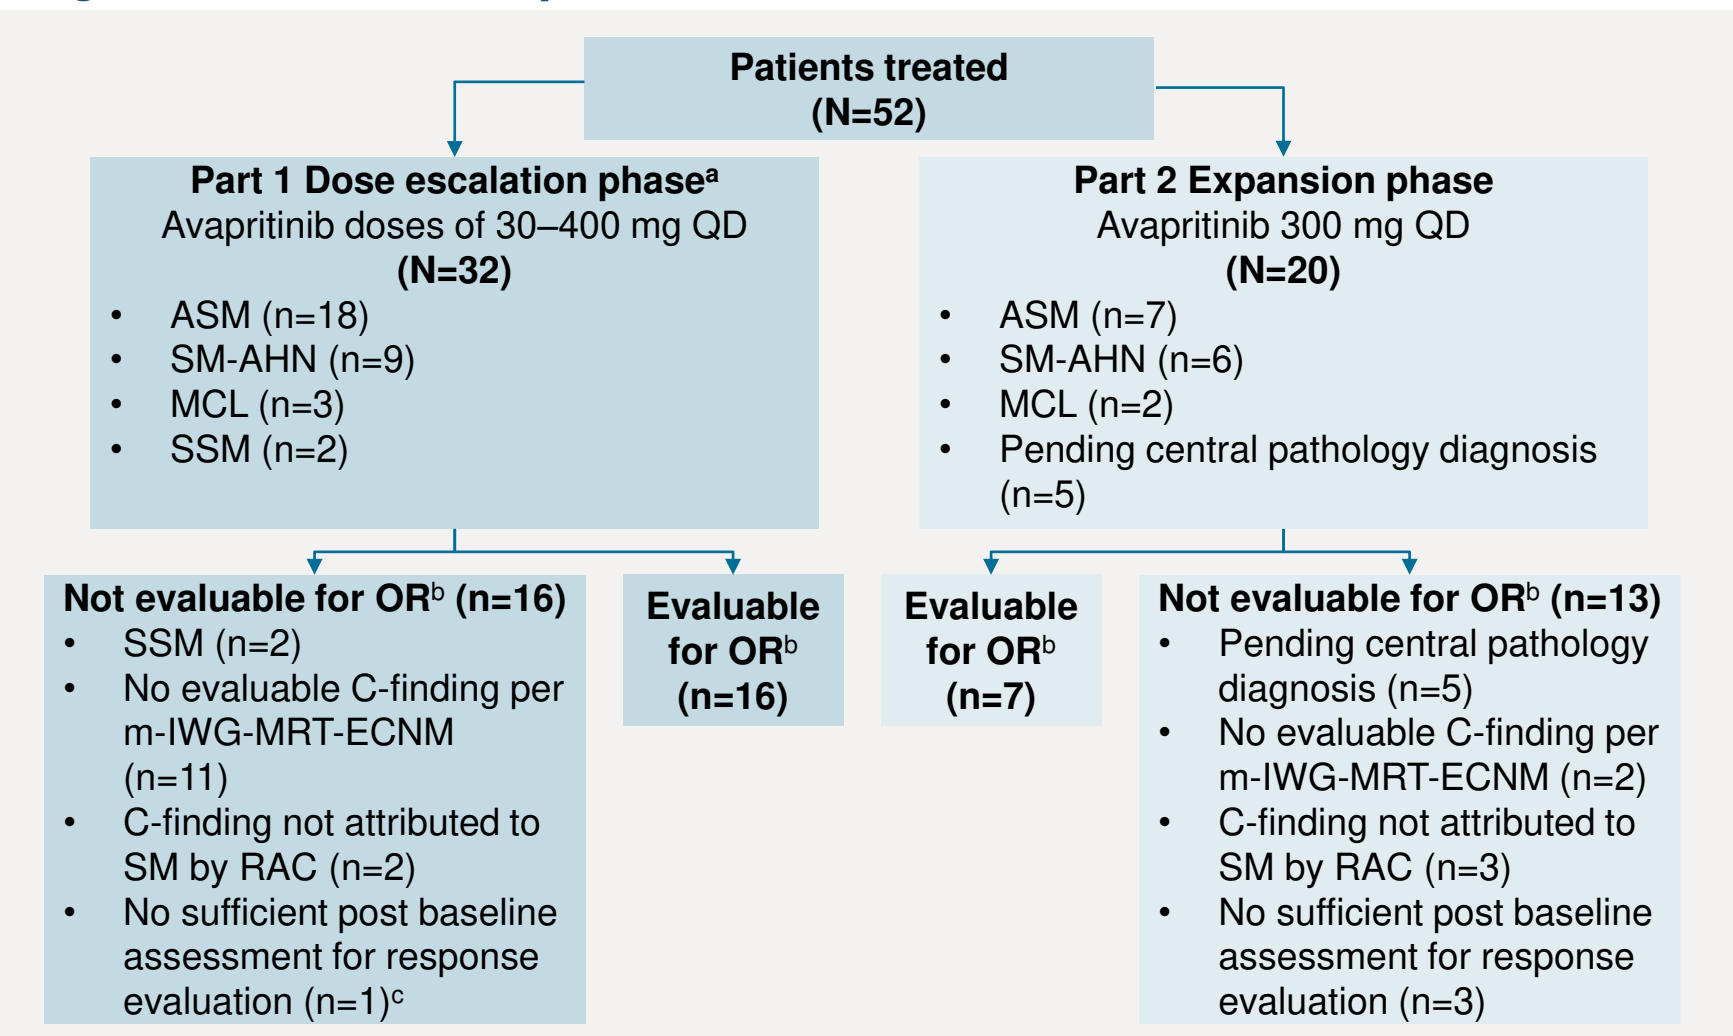 Patients treated
(N=52)
Part 1 Dose escalation phaseᵃ
Avapritinib doses of 30–400 mg QD
(N=32)
• ASM (n=18)
• SM-AHN (n=9)
• MCL (n=3)
• SSM (n=2)
Part 2 Expansion phase
Avapritinib 300 mg QD
(N=20)
• ASM (n=7)
• SM-AHN (n=6)
• MCL (n=2)
• Pending central pathology diagnosis
(n=5)
Not evaluable for ORᵇ (n=16)
• SSM (n=2)
• No evaluable C-finding per
m-IWG-MRT-ECNM
(n=11)
• C-finding not attributed to
SM by RAC (n=2)
• No sufficient post baseline
assessment for response
evaluation (n=1)ᶜ
Evaluable
for ORᵇ
(n=16)
Evaluable
for ORᵇ
(n=7)
Not evaluable for ORᵇ (n=13)
• Pending central pathology
diagnosis (n=5)
• No evaluable C-finding per
m-IWG-MRT-ECNM (n=2)
• C-finding not attributed to
SM by RAC (n=3)
• No sufficient post baseline
assessment for response
evaluation (n=3)